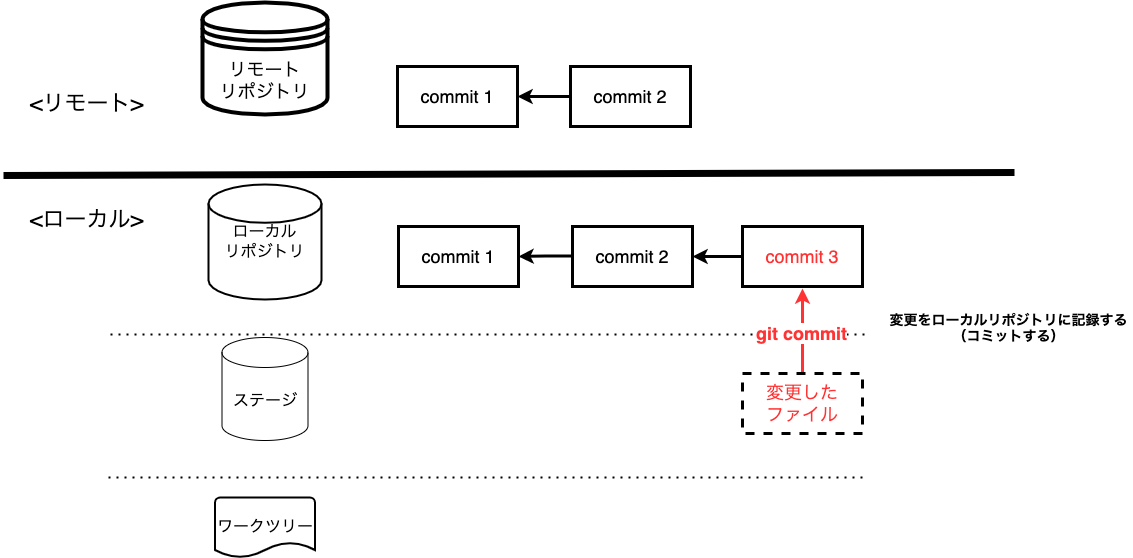 リモート
リポジトリ
<リモート>
commit 1
commit 2
<ローカル>
ローカル
リポジトリ
commit 1
commit 2
commit 3
git commit
変更をローカルリポジトリに記録する
（コミットする）
ステージ
変更した
ファイル
ワークツリー